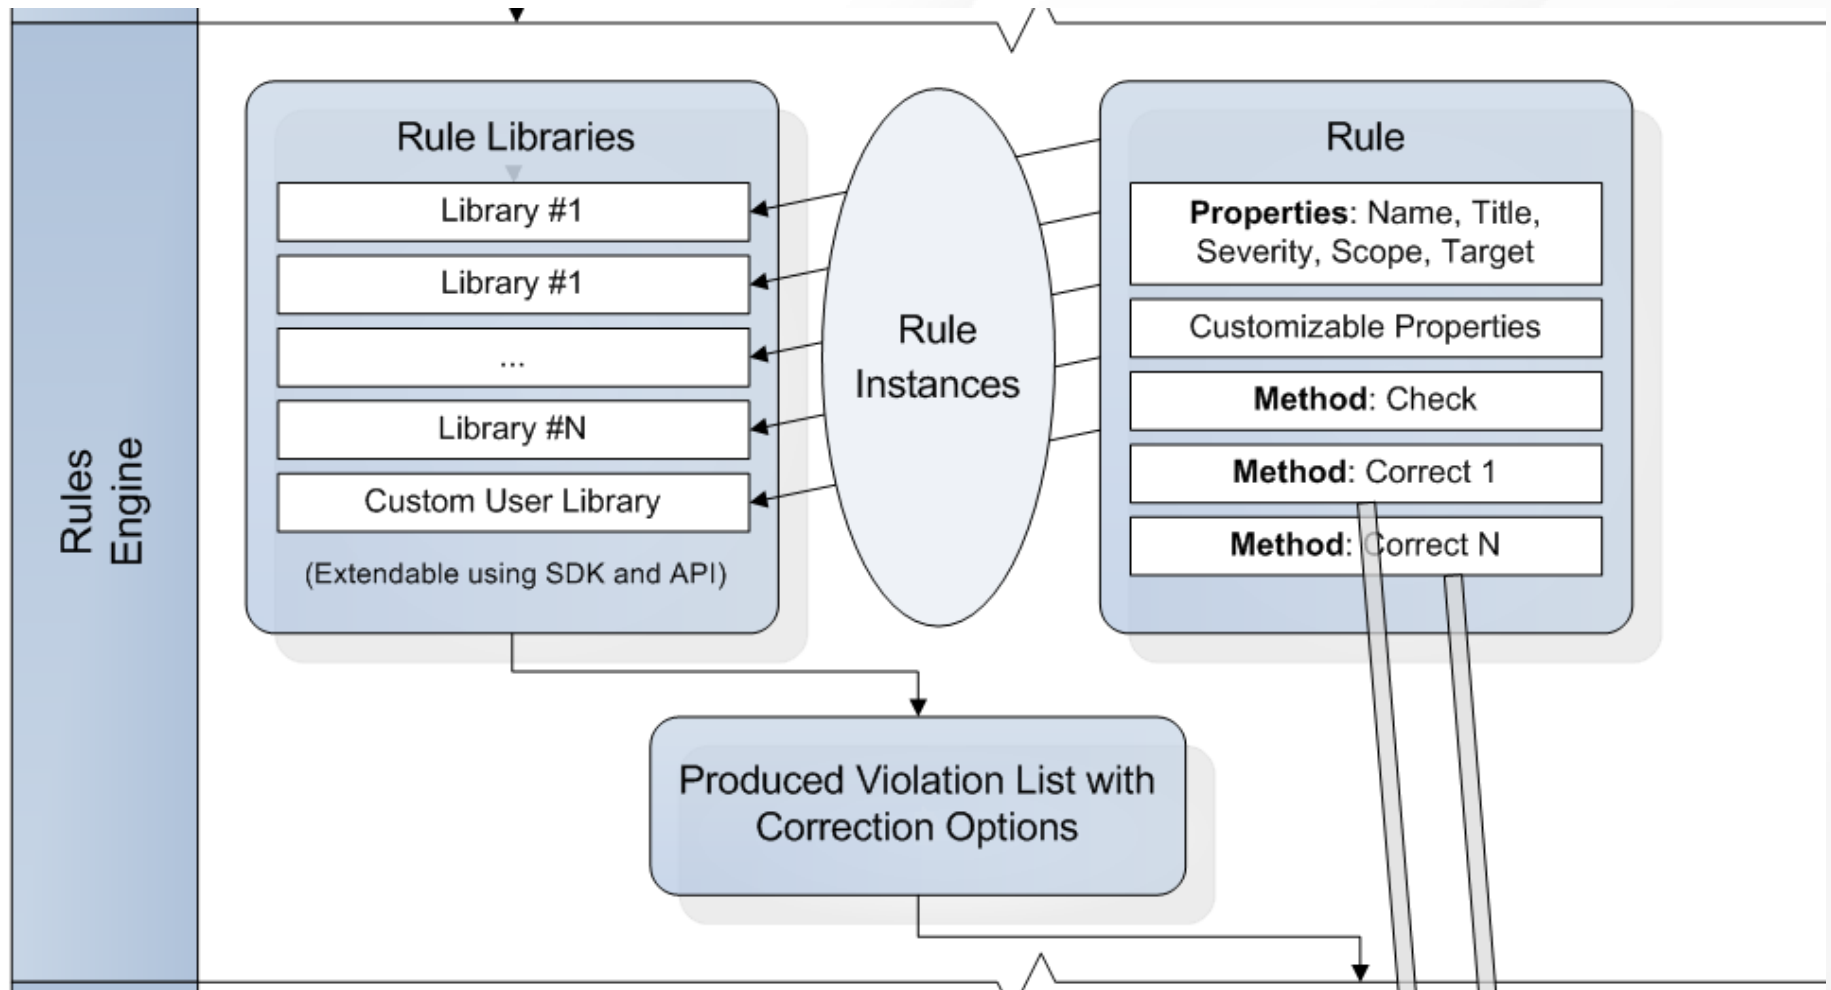 Rules
Engine
Rule Libraries
Library #1
Library #1
...
Library #N
Custom User Library
(Extendable using SDK and API)
Rule
Instances
Rule
Properties: Name, Title,
Severity, Scope, Target
Customizable Properties
Method: Check
Method: Correct 1
Method: Correct N
Produced Violation List with
Correction Options